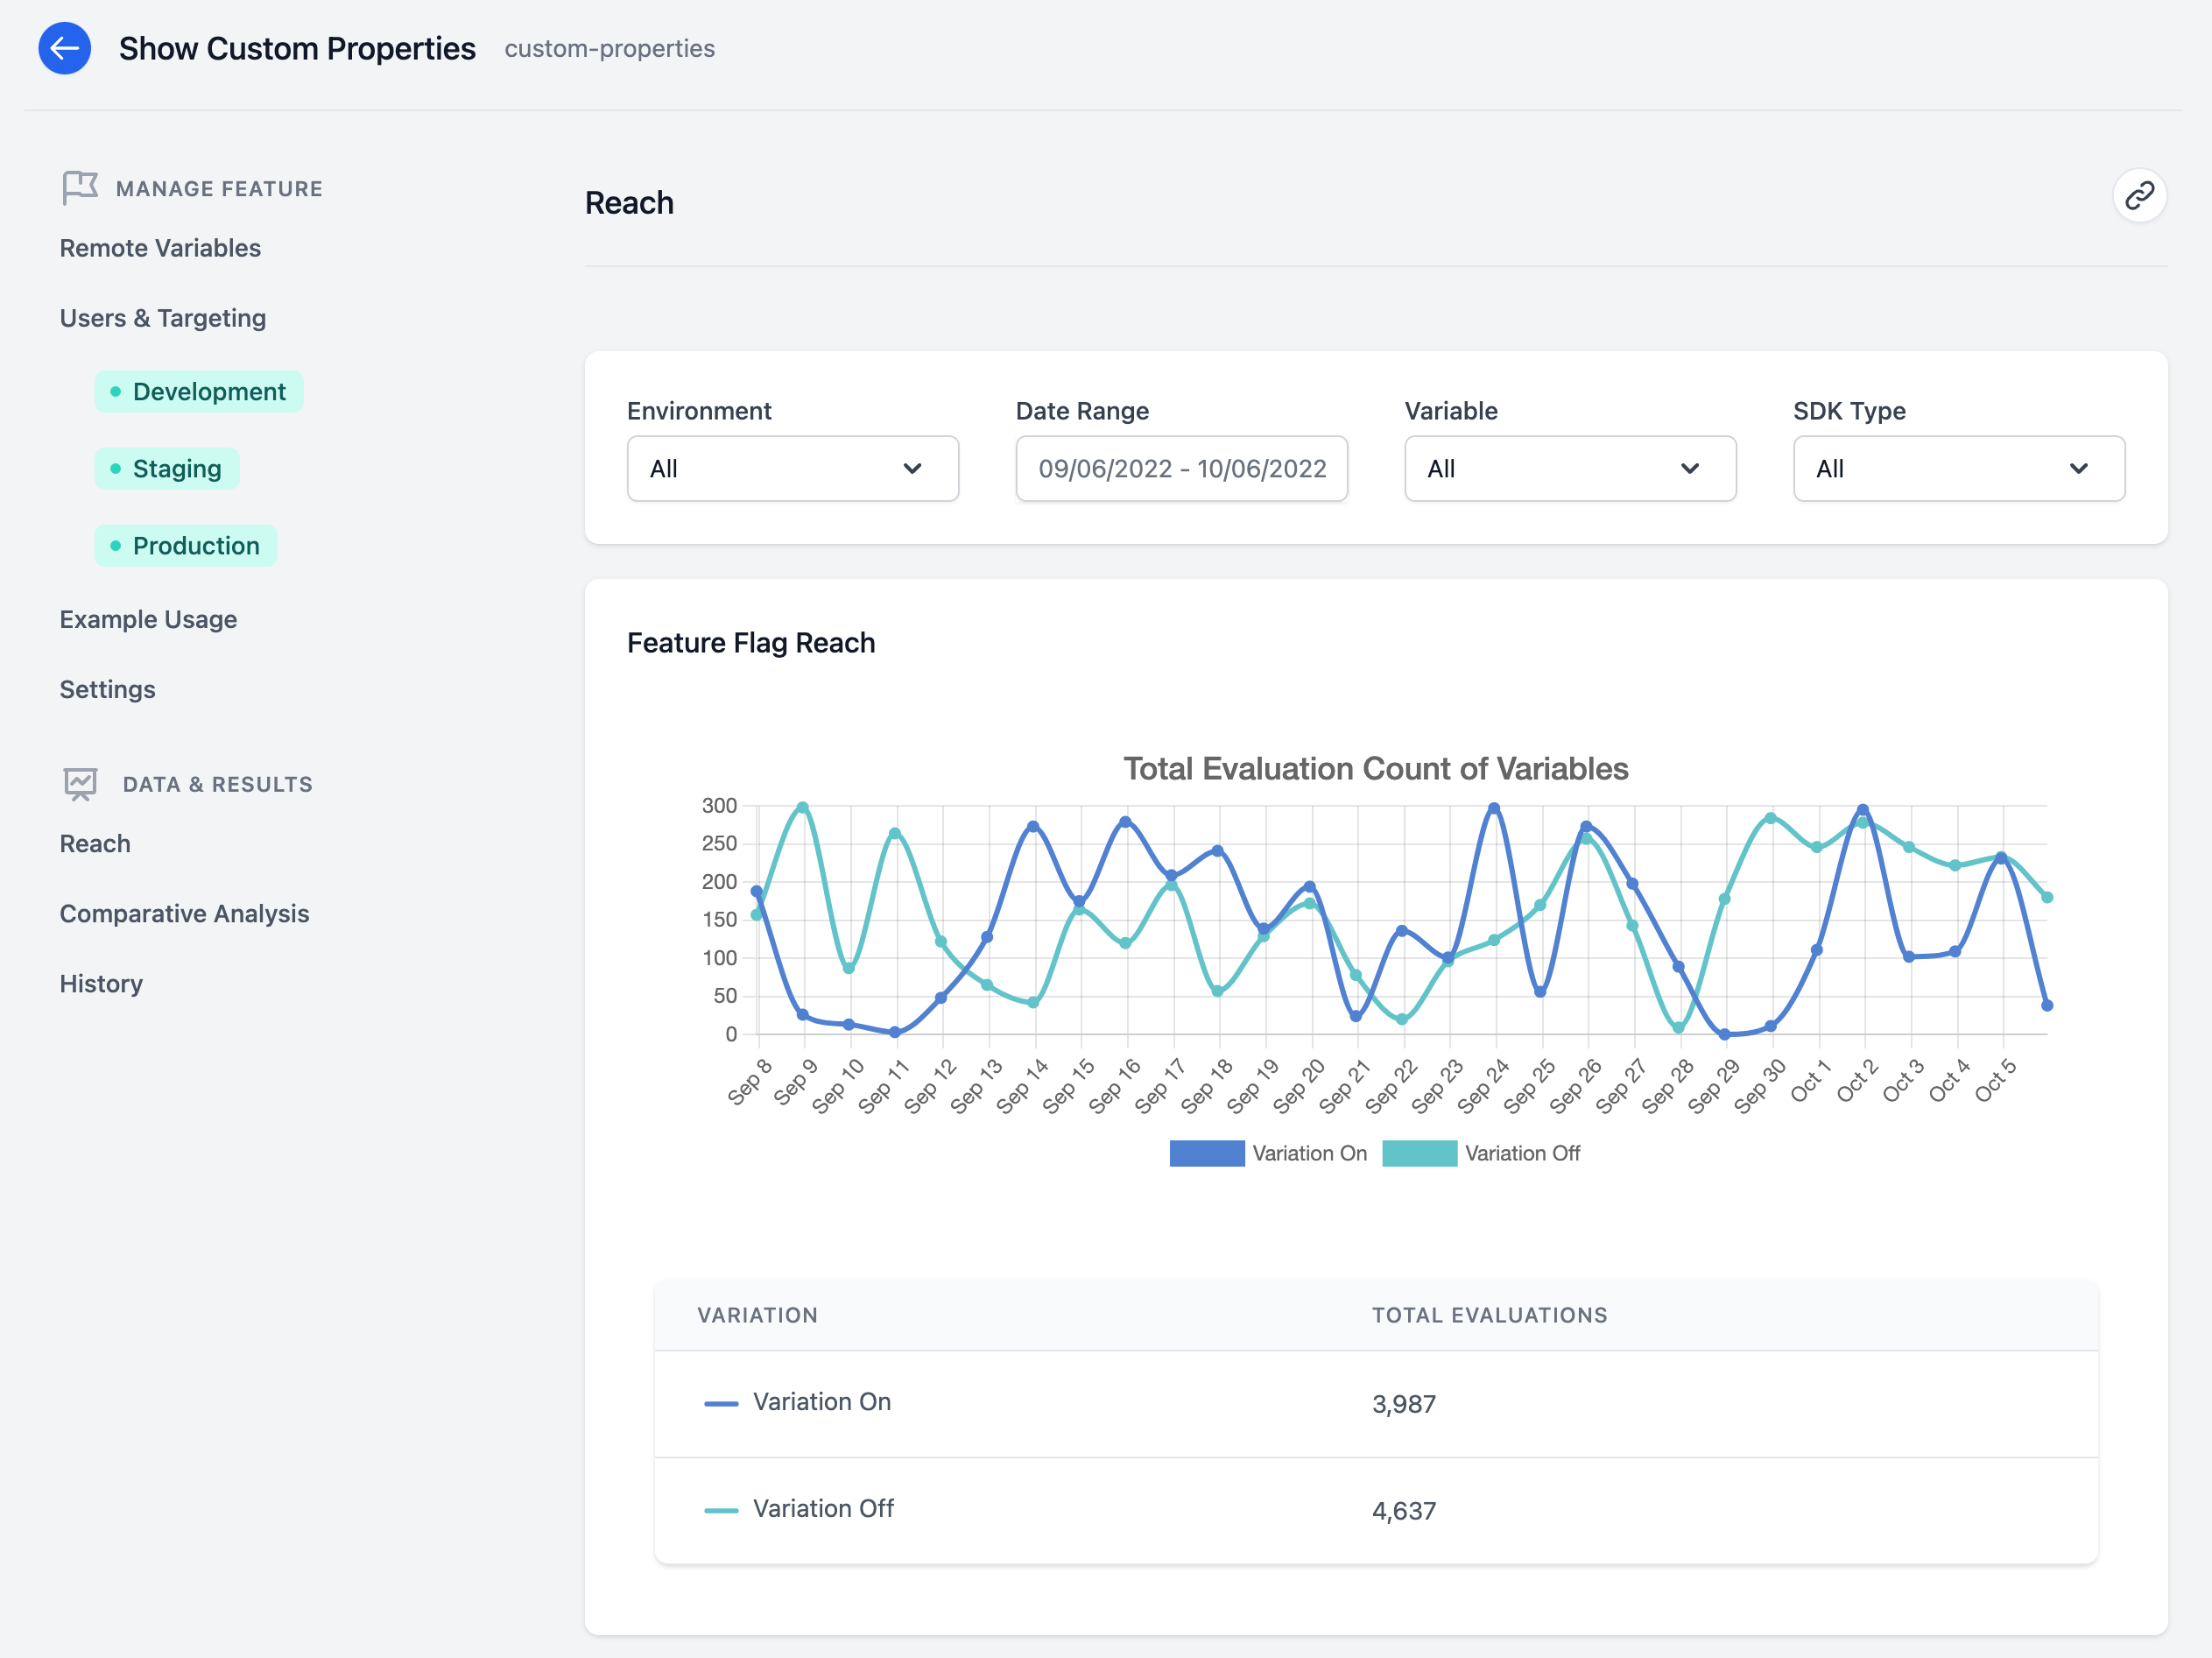 Show Custom Properties custom-properties
MANAGE FEATURE
Remote Variables
Users & Targeting
Development
Staging
Production
Example Usage
Settings
DATA & RESULTS
Reach
Comparative Analysis
History
Reach
Environment Date Range Variable SDK Type
All 09/06/2022 - 10/06/2022 All All
Feature Flag Reach
Total Evaluation Count of Variables
300
250
200
150
100
50
0
Sep 8 Sep 9 Sep 10 Sep 11 Sep 12 Sep 13 Sep 14 Sep 15 Sep 16 Sep 17 Sep 18 Sep 19 Sep 20 Sep 21 Sep 22 Sep 23 Sep 24 Sep 25 Sep 26 Sep 27 Sep 28 Sep 29 Sep 30 Oct 1 Oct 2 Oct 3 Oct 4 Oct 5
Variation On Variation Off
VARIATION TOTAL EVALUATIONS
Variation On 3,987
Variation Off 4,637